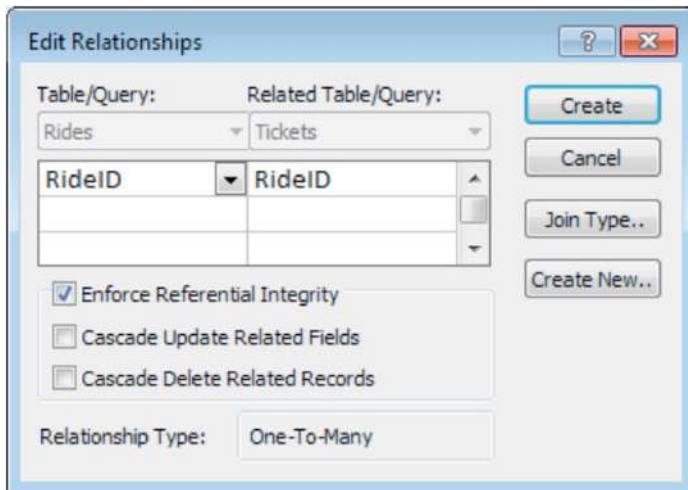 Edit Relationships
Table/Query: Related Table/Query:
Rides Tickets
RideID RideID
Enforce Referential Integrity
Cascade Update Related Fields
Cascade Delete Related Records
Relationship Type: One-To-Many
?
Create
Cancel
Join Type..
Create New..